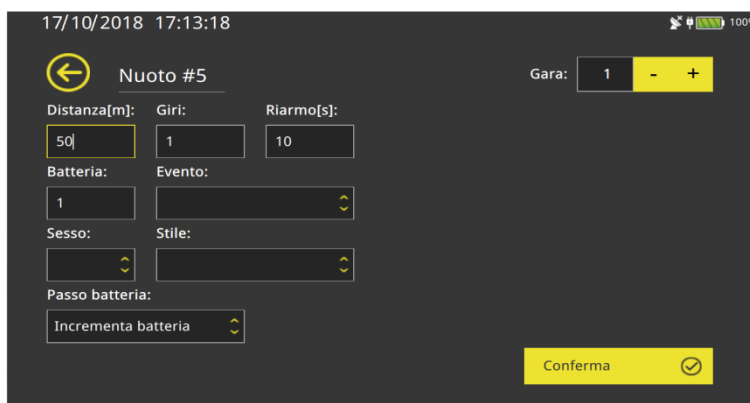 17/10/2018 17:13:18 100%
Nuoto #5 Gara: 1 - +
Distanza[m]: Giri: Riarmo[s]:
50 1 10
Batteria: Evento:
1
Sesso: Stile:
Passo batteria:
Incrementa batteria
Conferma